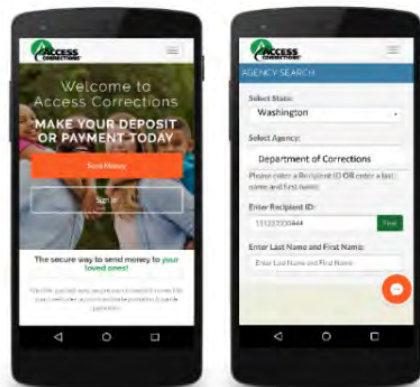 ACCESS
CORRECTIONS
Welcome to
Access Corrections
MAKE YOUR DEPOSIT
OR PAYMENT TODAY
Send Money
Sign In
The secure way to send money to your
loved ones!
ACCESS
CORRECTIONS
AGENCY SEARCH
Select State:
Washington
Select Agency:
Department of Corrections
Please enter a Recipient ID OR enter a last
name and first name.
Enter Recipient ID:
Find
Enter Last Name and First Name:
Enter Last Name and First Name